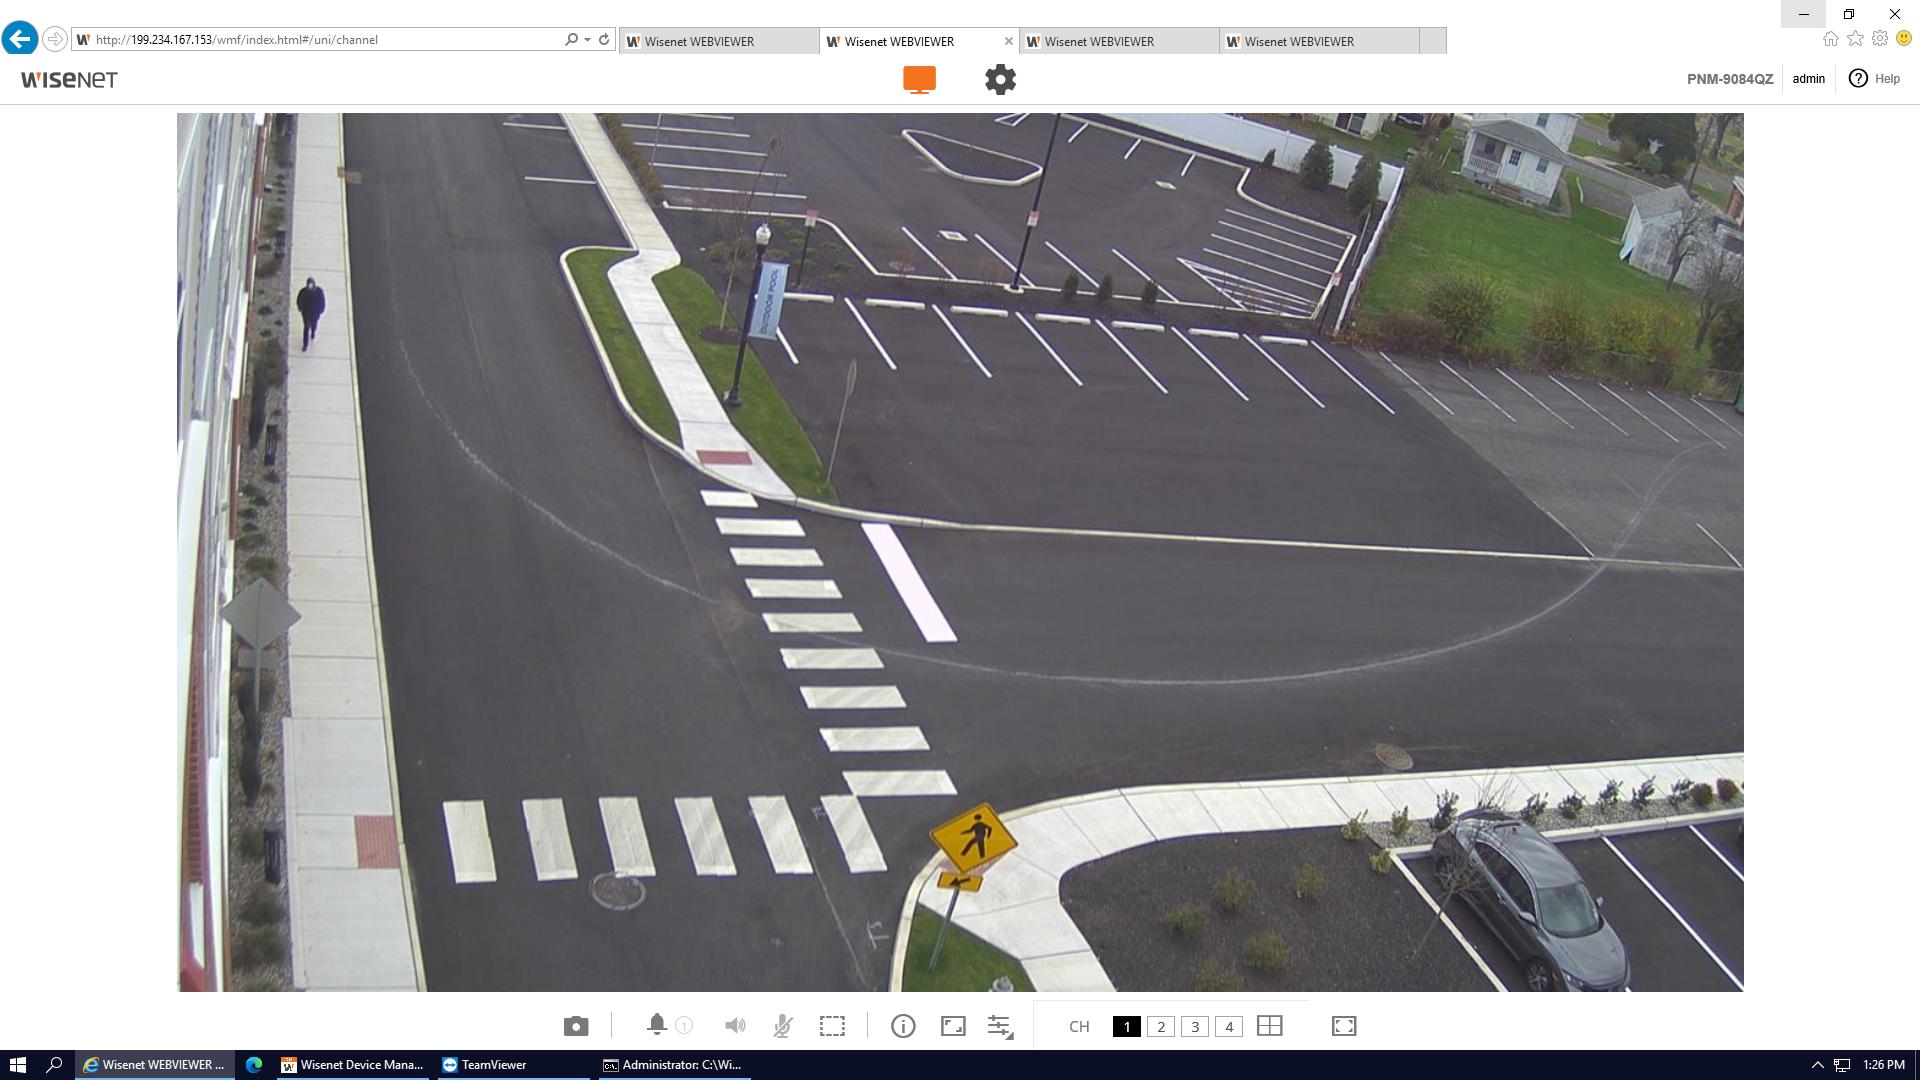 http://199.234.167.153/wmf/index.html#/uni/channel
Wisenet WEBVIEWER
Wisenet WEBVIEWER
Wisenet WEBVIEWER
Wisenet WEBVIEWER
WISENET
PNM-9084QZ
admin
? Help
OUTDOOR POOL
1
CH
1
2
3
4
Wisenet WEBVIEWER ...
Wisenet Device Mana...
TeamViewer
Administrator: C:\Wi...
1:26 PM